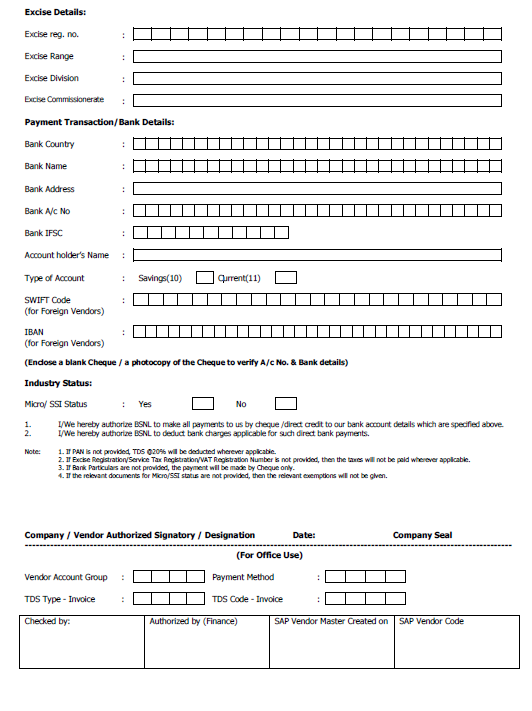 Excise Details:
Excise reg. no. :
Excise Range :
Excise Division :
Excise Commissionerate :
Payment Transaction/Bank Details:
Bank Country :
Bank Name :
Bank Address :
Bank A/c No :
Bank IFSC :
Account holder's Name :
Type of Account : Savings(10) Current(11)
SWIFT Code :
(for Foreign Vendors)
IBAN :
(for Foreign Vendors)
(Enclose a blank Cheque / a photocopy of the Cheque to verify A/c No. & Bank details)
Industry Status:
Micro/ SSI Status : Yes No
1. I/We hereby authorize BSNL to make all payments to us by cheque /direct credit to our bank account details which are specified above.
2. I/We hereby authorize BSNL to deduct bank charges applicable for such direct bank payments.
Note: 1. If PAN is not provided, TDS @20% will be deducted wherever applicable.
2. If Excise Registration/Service Tax Registration/VAT Registration Number is not provided, then the taxes will not be paid wherever applicable.
3. If Bank Particulars are not provided, the payment will be made by Cheque only.
4. If the relevant documents for Micro/SSI status are not provided, then the relevant exemptions will not be given.
Company / Vendor Authorized Signatory / Designation Date: Company Seal
(For Office Use)
Vendor Account Group : Payment Method :
TDS Type - Invoice : TDS Code - Invoice :
Checked by: Authorized by (Finance) SAP Vendor Master Created on SAP Vendor Code